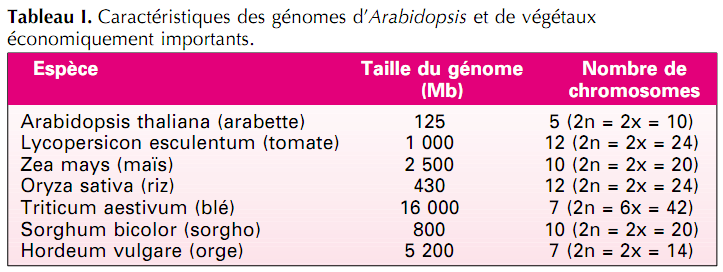 Tableau I. Caractéristiques des génomes d'Arabidopsis et de végétaux
économiquement importants.
Espèce Taille du génome Nombre de
(Mb) chromosomes
Arabidopsis thaliana (arabette) 125 5 (2n = 2x = 10)
Lycopersicon esculentum (tomate) 1 000 12 (2n = 2x = 24)
Zea mays (maïs) 2 500 10 (2n = 2x = 20)
Oryza sativa (riz) 430 12 (2n = 2x = 24)
Triticum aestivum (blé) 16 000 7 (2n = 6x = 42)
Sorghum bicolor (sorgho) 800 10 (2n = 2x = 20)
Hordeum vulgare (orge) 5 200 7 (2n = 2x = 14)